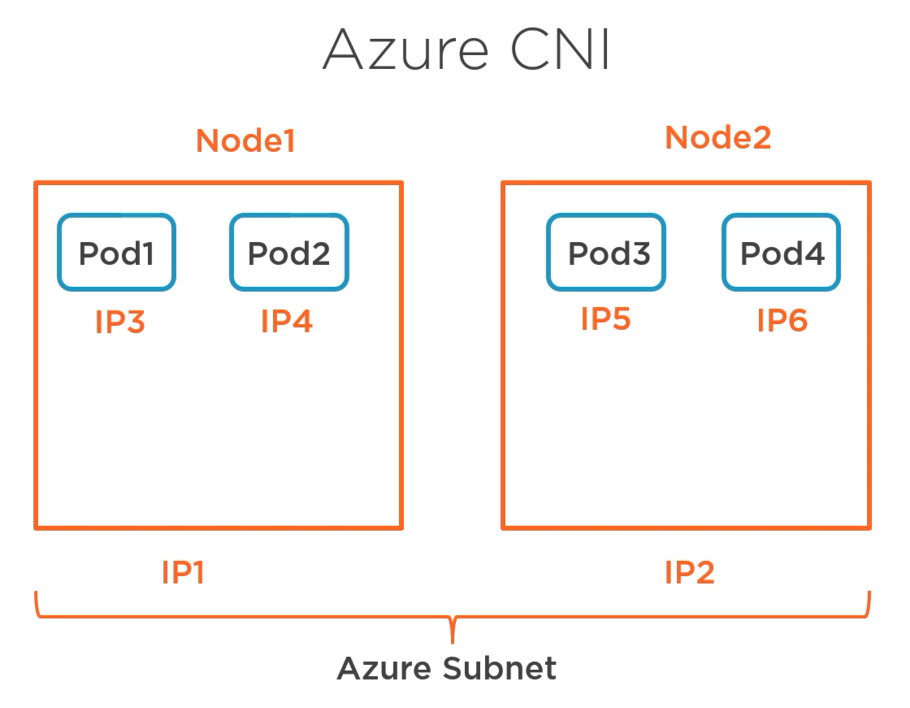 Azure CNI
Node1
Node2
Pod1
Pod2
Pod3
Pod4
IP3
IP4
IP5
IP6
IP1
IP2
Azure Subnet